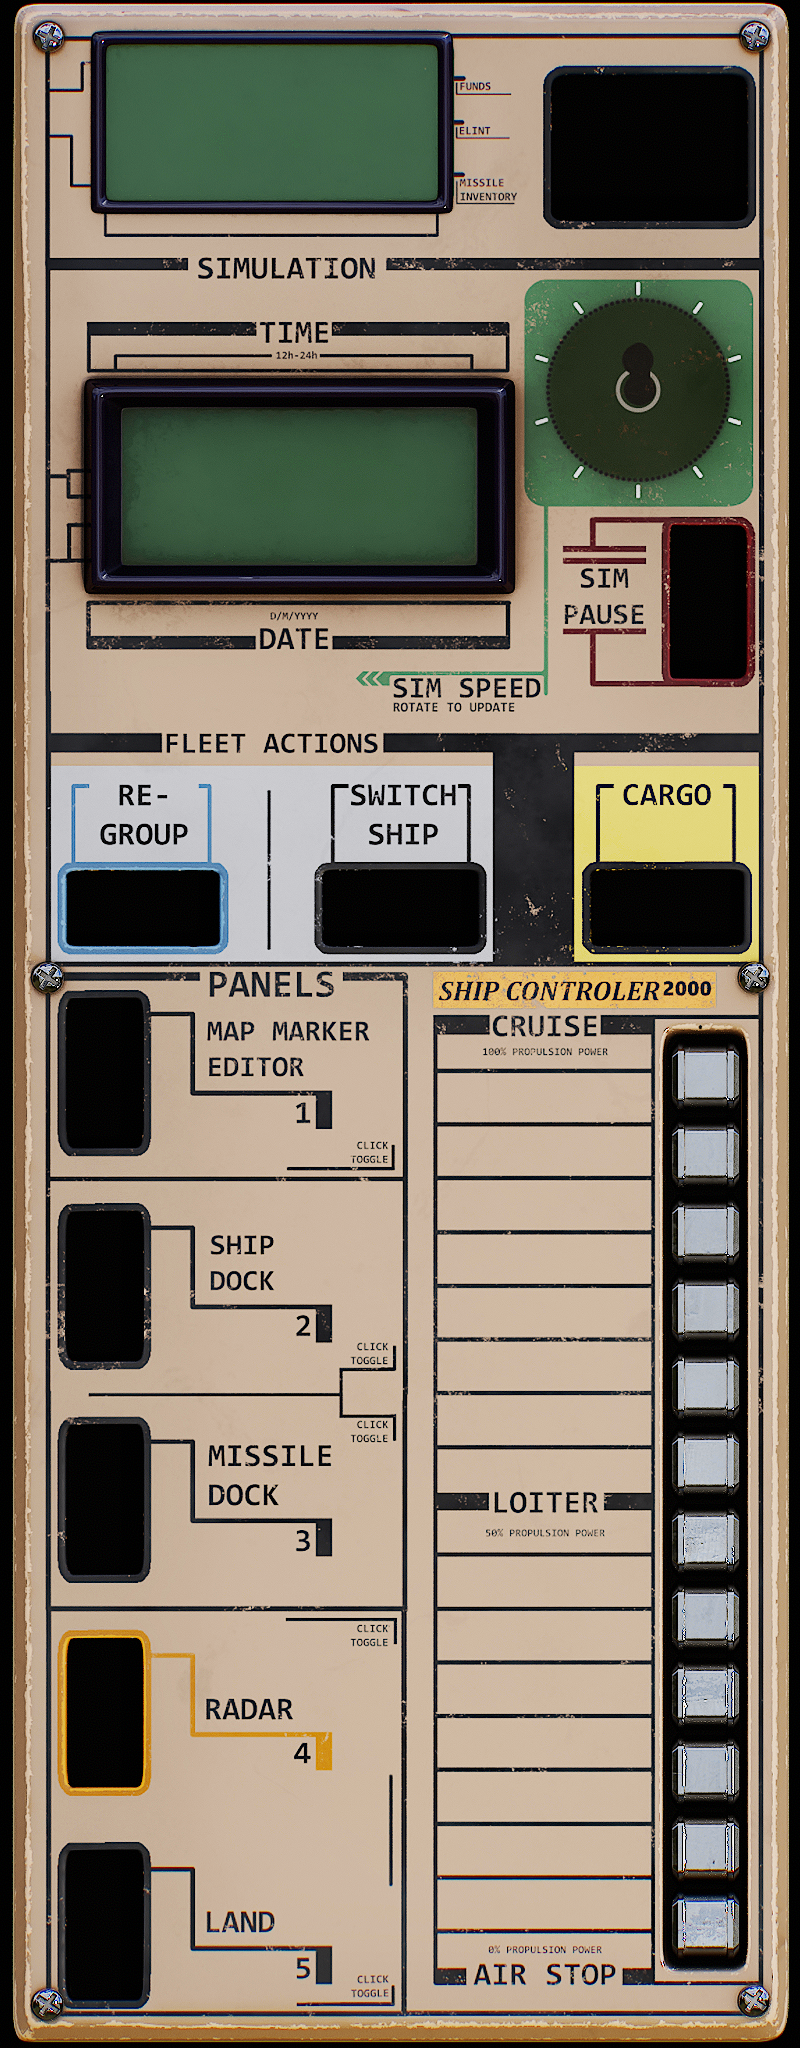 FUNDS
ELINT
MISSILE
INVENTORY
SIMULATION
TIME
12h-24h
SIM
PAUSE
D/M/YYYY
DATE
SIM SPEED
ROTATE TO UPDATE
FLEET ACTIONS
RE-
GROUP
SWITCH
SHIP
CARGO
PANELS
MAP MARKER
EDITOR
1
CLICK
TOGGLE
SHIP
DOCK
2
CLICK
TOGGLE
CLICK
TOGGLE
MISSILE
DOCK
3
CLICK
TOGGLE
RADAR
4
LAND
5
CLICK
TOGGLE
SHIP CONTROLER 2000
CRUISE
100% PROPULSION POWER
LOITER
50% PROPULSION POWER
0% PROPULSION POWER
AIR STOP